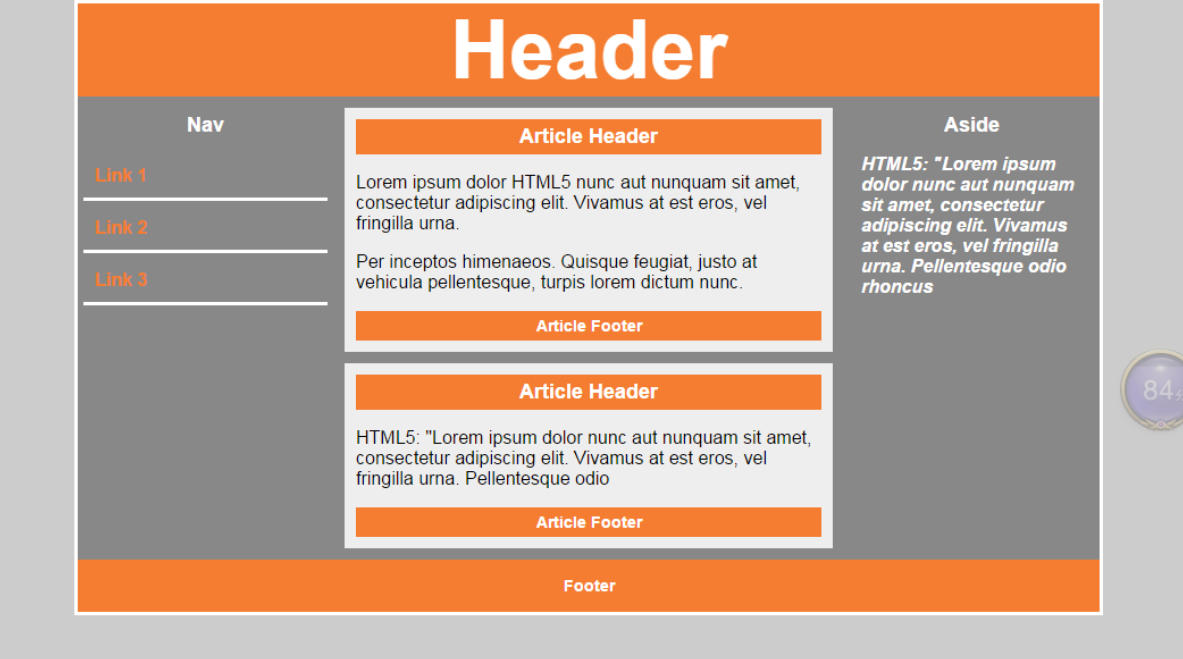 Header
Nav
Link 1
Link 2
Link 3
Article Header
Lorem ipsum dolor HTML5 nunc aut nunquam sit amet,
consectetur adipiscing elit. Vivamus at est eros, vel
fringilla urna.
Per inceptos himenaeos. Quisque feugiat, justo at
vehicula pellentesque, turpis lorem dictum nunc.
Article Footer
Article Header
HTML5: "Lorem ipsum dolor nunc aut nunquam sit amet,
consectetur adipiscing elit. Vivamus at est eros, vel
fringilla urna. Pellentesque odio
Article Footer
Aside
HTML5: "Lorem ipsum
dolor nunc aut nunquam
sit amet, consectetur
adipiscing elit. Vivamus
at est eros, vel fringilla
urna. Pellentesque odio
rhoncus
84
Footer